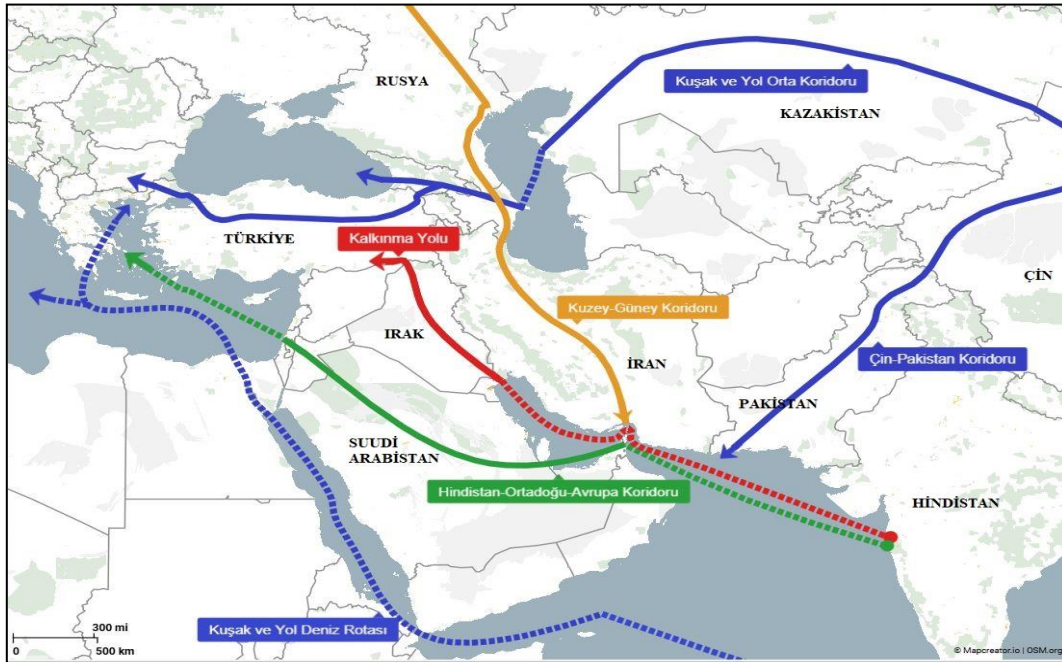 RUSYA
Kuşak ve Yol Orta Koridoru
KAZAKİSTAN
TÜRKİYE
Kalkınma Yolu
ÇİN
Kuzey-Güney Koridoru
IRAK
İRAN
Çin-Pakistan Koridoru
PAKİSTAN
SUUDİ
ARABİSTAN
Hindistan-Ortadoğu-Avrupa Koridoru
HİNDİSTAN
Kuşak ve Yol Deniz Rotası
300 mi
0
500 km
© Mapcreator.io | OSM.org